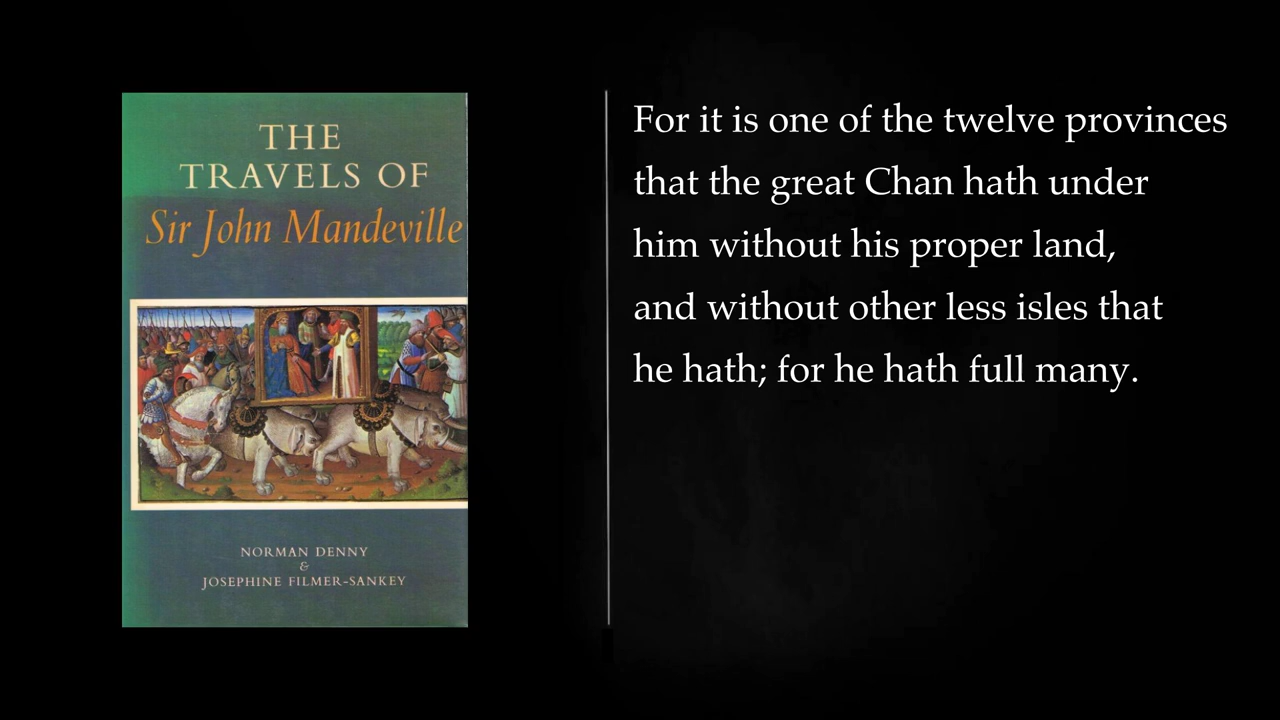 THE
TRAVELS OF
Sir John Mandeville
NORMAN DENNY
&
JOSEPHINE FILMER-SANKEY
For it is one of the twelve provinces
that the great Chan hath under
him without his proper land,
and without other less isles that
he hath; for he hath full many.